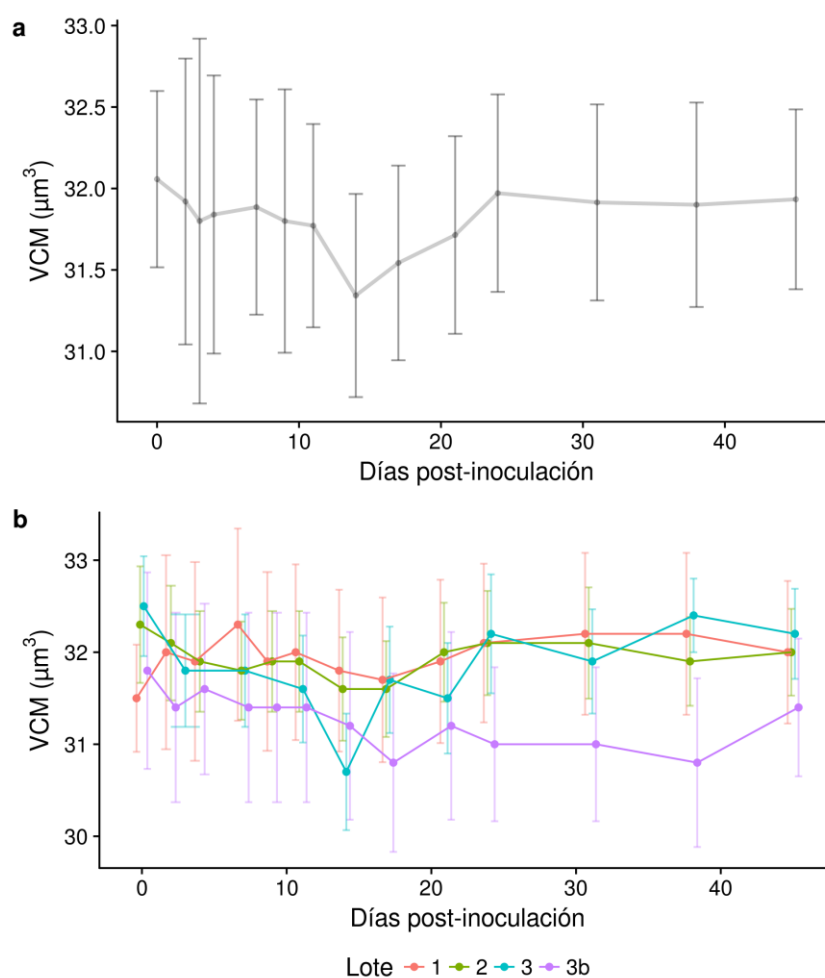 a
33.0
32.5
32.0
31.5
31.0
VCM (µm³)
0 10 20 30 40
Días post-inoculación
b
33
32
31
30
VCM (µm³)
0 10 20 30 40
Días post-inoculación
Lote 1 2 3 3b